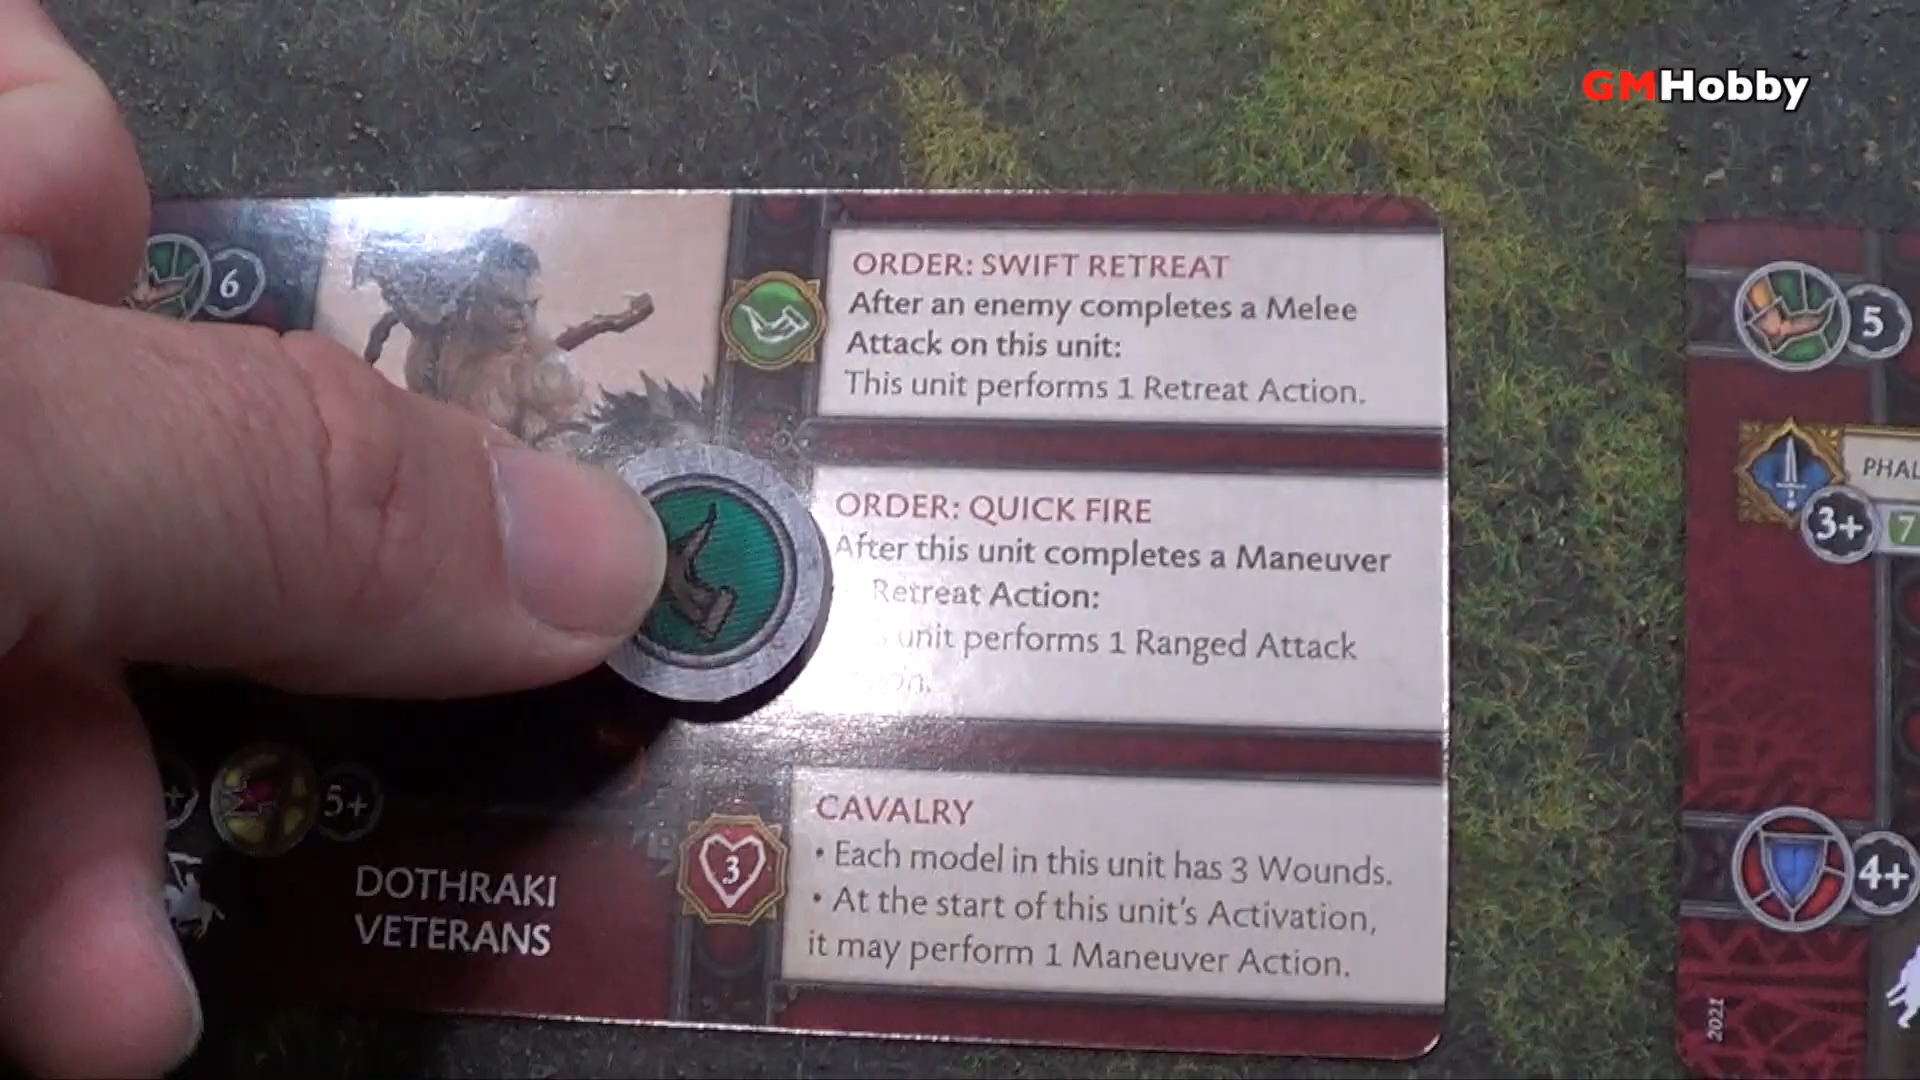 GMHobby
6
ORDER: SWIFT RETREAT
After an enemy completes a Melee
Attack on this unit:
This unit performs 1 Retreat Action.
ORDER: QUICK FIRE
After this unit completes a Maneuver
Retreat Action:
unit performs 1 Ranged Attack
5+
DOTHRAKI
VETERANS
3
CAVALRY
• Each model in this unit has 3 Wounds.
• At the start of this unit's Activation,
it may perform 1 Maneuver Action.
5
PHAL
3+
7
4+
2021